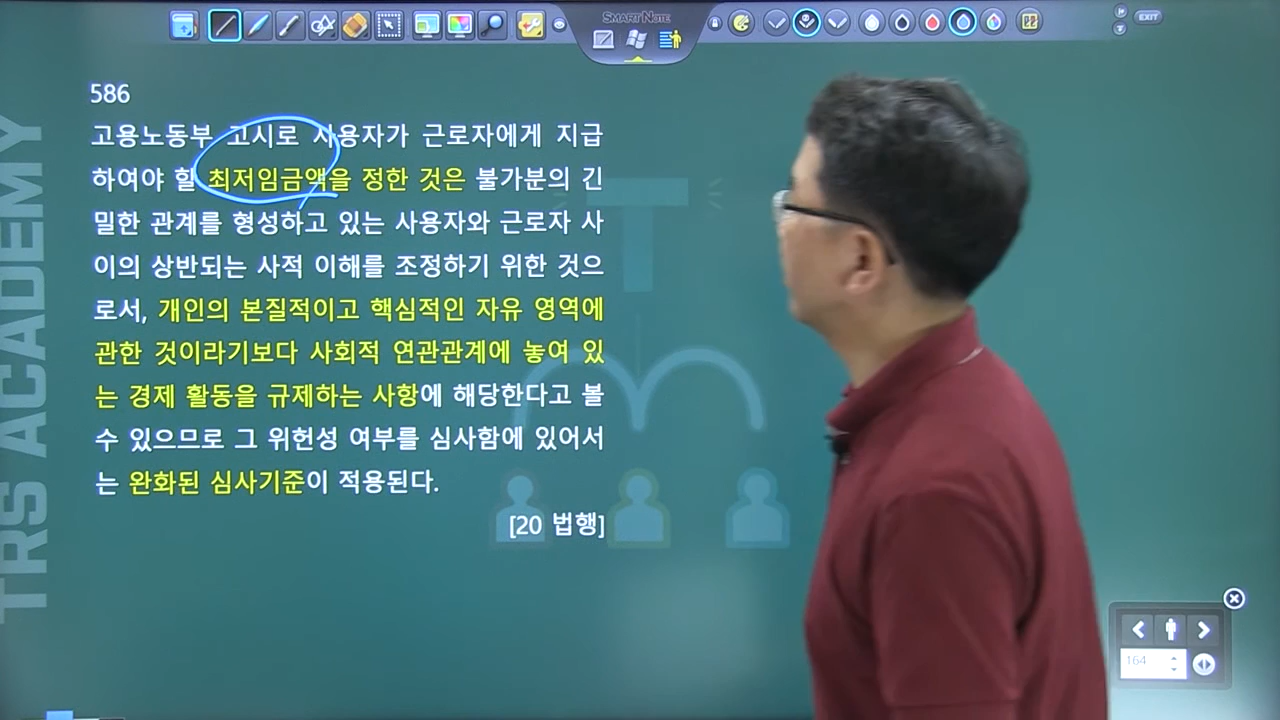 SMART NOTE
EXIT
586
고용노동부 고시로 사용자가 근로자에게 지급
하여야 할 최저임금액을 정한 것은 불가분의 긴
밀한 관계를 형성하고 있는 사용자와 근로자 사
이의 상반되는 사적 이해를 조정하기 위한 것으
로서, 개인의 본질적이고 핵심적인 자유 영역에
관한 것이라기보다 사회적 연관관계에 놓여 있
는 경제 활동을 규제하는 사항에 해당한다고 볼
수 있으므로 그 위헌성 여부를 심사함에 있어서
는 완화된 심사기준이 적용된다.
[20 법행]
TRS ACADEMY
164